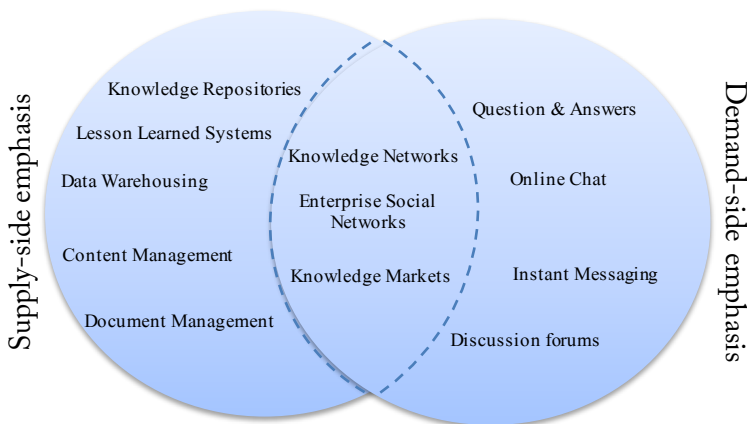 Supply-side emphasis
Knowledge Repositories
Lesson Learned Systems
Data Warehousing
Content Management
Document Management
Knowledge Networks
Enterprise Social
Networks
Knowledge Markets
Question & Answers
Online Chat
Instant Messaging
Discussion forums
Demand-side emphasis